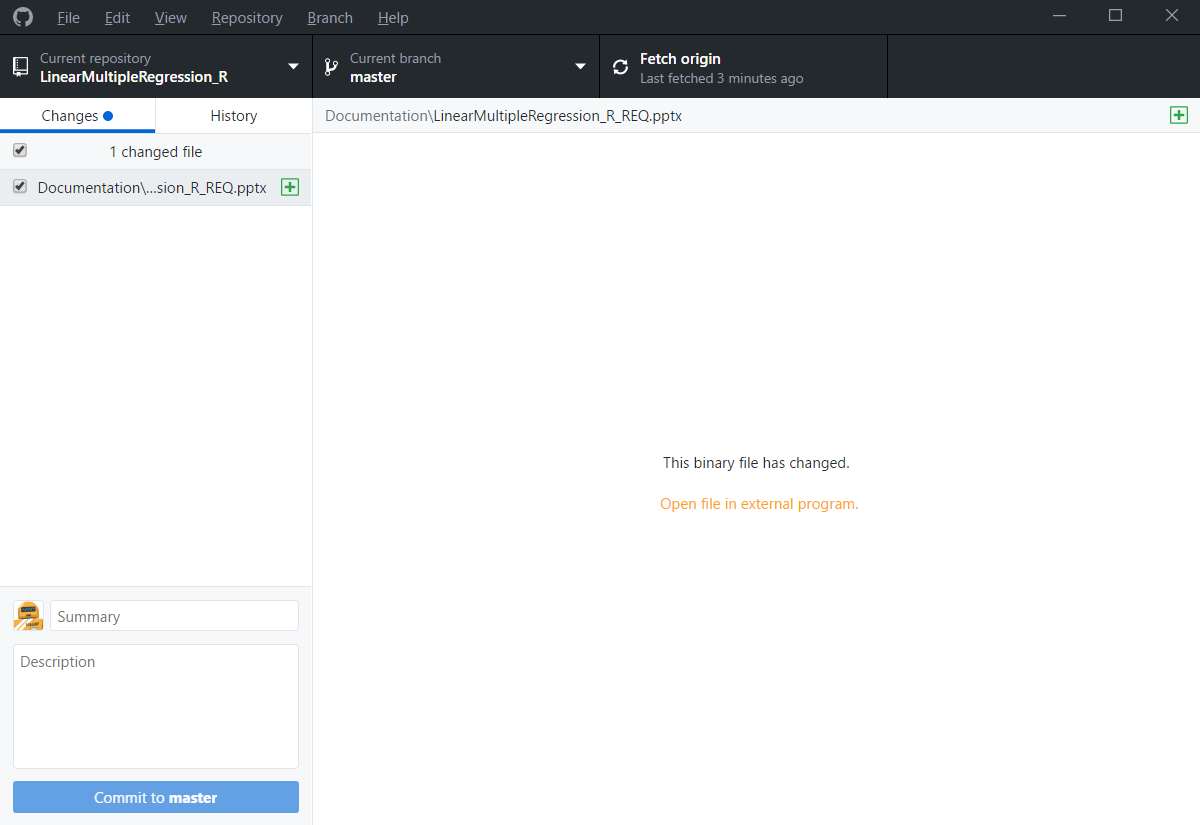 File Edit View Repository Branch Help
Current repository
LinearMultipleRegression_R
Current branch
master
Fetch origin
Last fetched 3 minutes ago
Changes
History
Documentation\LinearMultipleRegression_R_REQ.pptx
1 changed file
Documentation\...sion_R_REQ.pptx
This binary file has changed.
Open file in external program.
Summary
Description
Commit to master